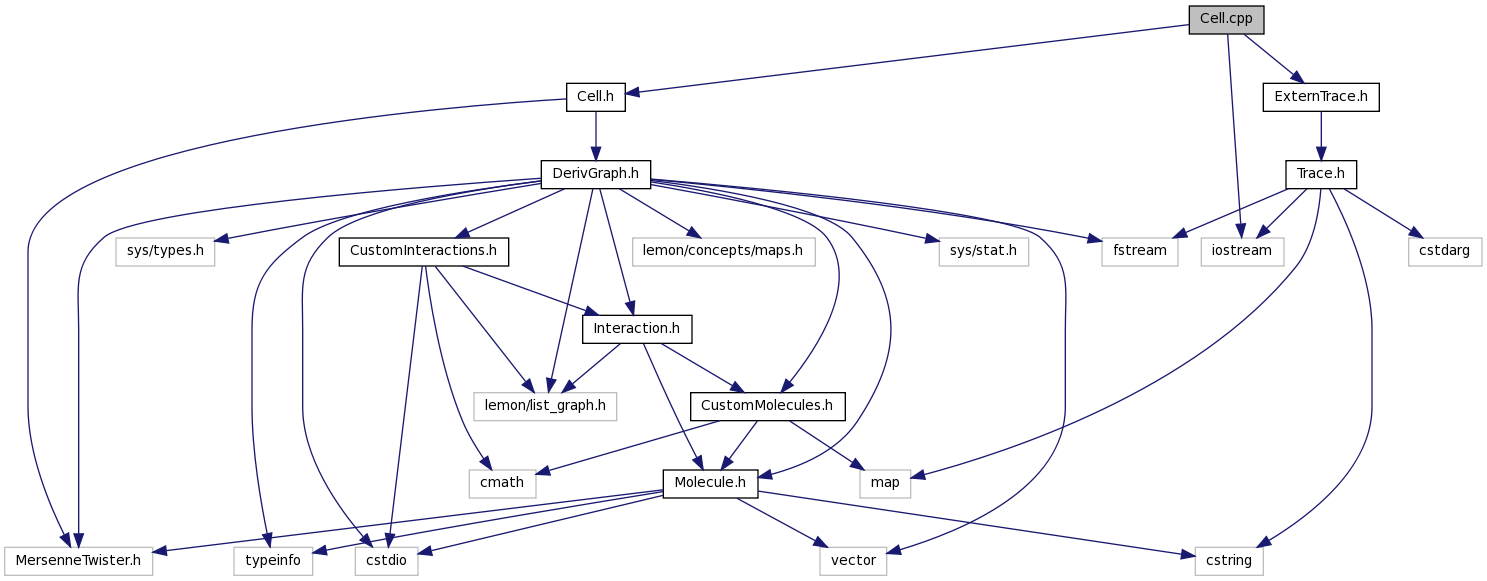 Cell.cpp
Cell.h
ExternTrace.h
DerivGraph.h
Trace.h
sys/types.h
CustomInteractions.h
lemon/concepts/maps.h
sys/stat.h
fstream
iostream
cstdarg
Interaction.h
lemon/list_graph.h
CustomMolecules.h
cmath
Molecule.h
map
MersenneTwister.h
typeinfo
cstdio
vector
cstring